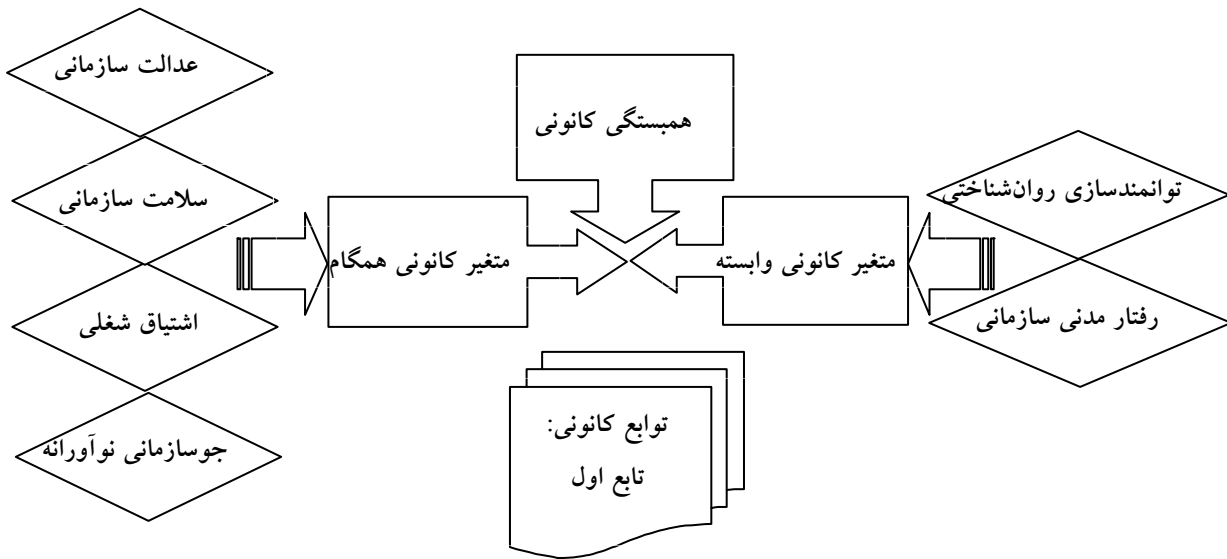 عدالت سازمانی
سلامت سازمانی
اشتیاق شغلی
جوسازمانی نوآورانه
متغیر کانونی همگام
همبستگی کانونی
متغیر کانونی وابسته
توانمندسازی روان‌شناختی
رفتار مدنی سازمانی
توابع کانونی:
تابع اول